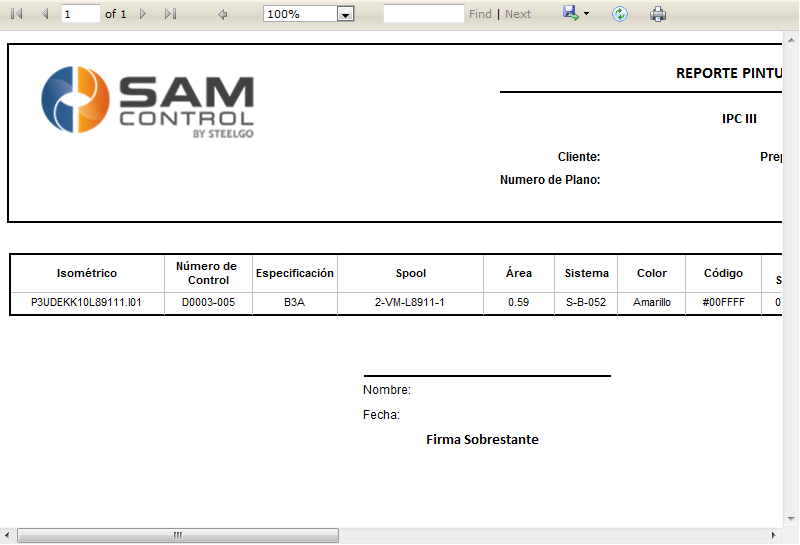 1 of 1 100% Find | Next
SAM
CONTROL
BY STEELGO
REPORTE PINTU
IPC III
Cliente: Prep
Numero de Plano:
Isométrico Número de Control Especificación Spool Área Sistema Color Código S
P3UDEKK10L89111.I01 D0003-005 B3A 2-VM-L8911-1 0.59 S-B-052 Amarillo #00FFFF 0
Nombre:
Fecha:
Firma Sobrestante